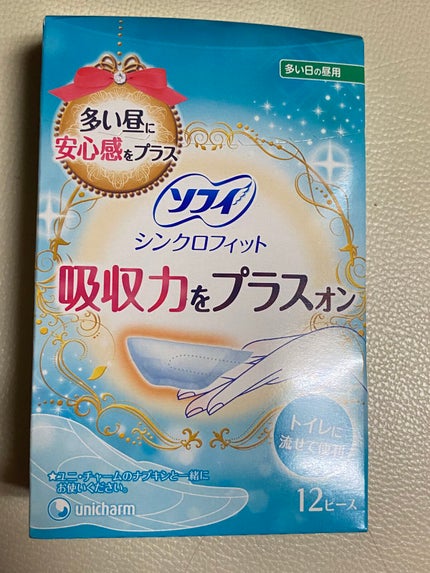 多い日の昼用
多い昼に
安心感をプラス
ソフィ
シンクロフィット
吸収力をプラスオン
トイレに
流せて便利
★ユニ・チャームのナプキンと一緒に
お使いください。
unicharm
12ピース